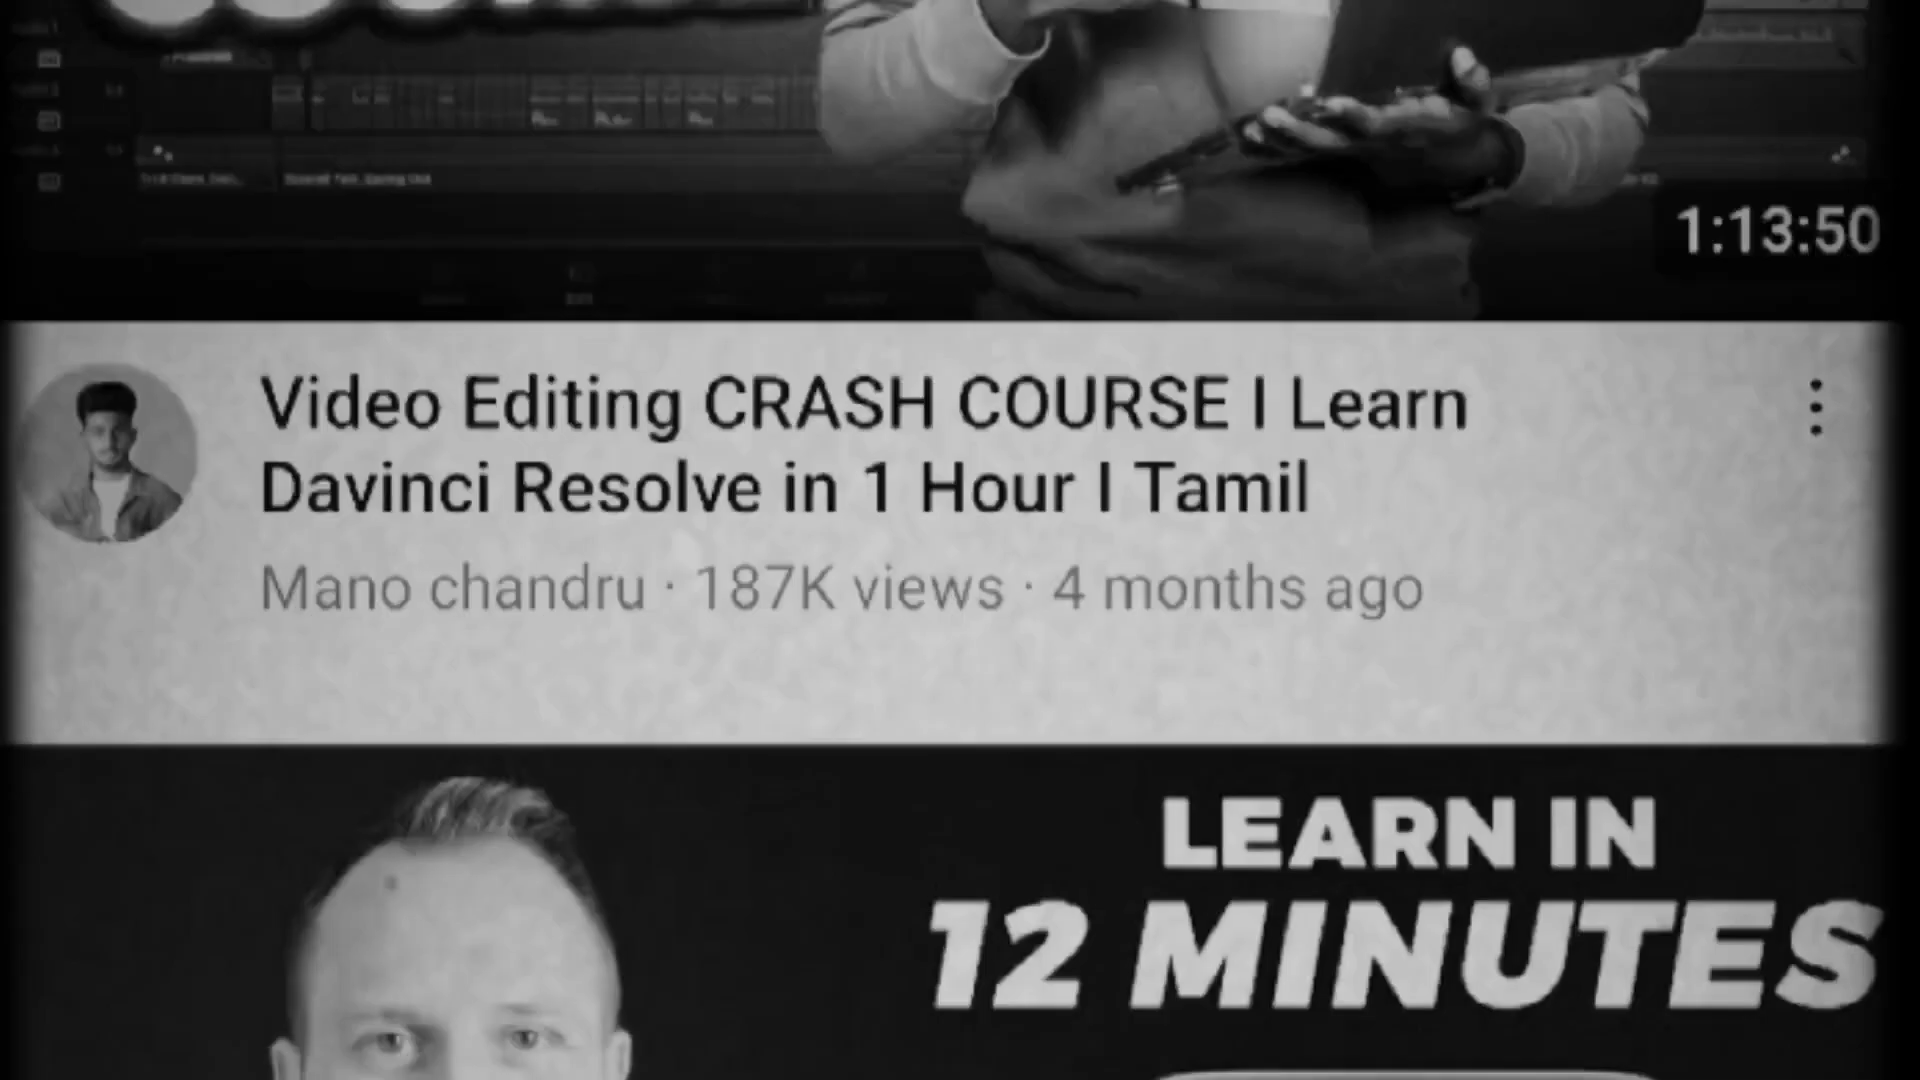 1:13:50
Video Editing CRASH COURSE I Learn
Davinci Resolve in 1 Hour I Tamil
Mano chandru · 187K views · 4 months ago
LEARN IN
12 MINUTES